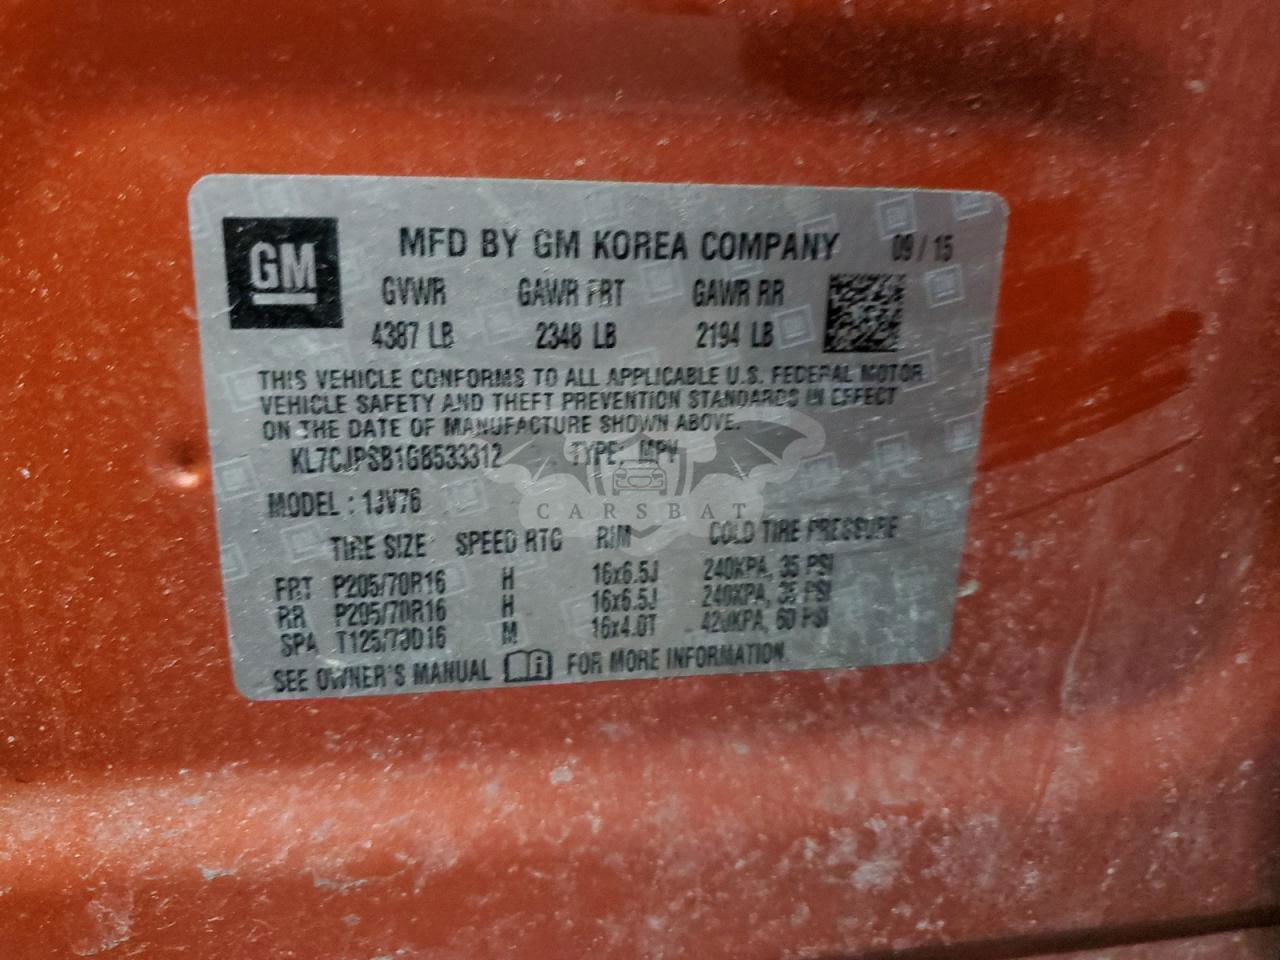 GM
MFD BY GM KOREA COMPANY 09 / 15
GVWR GAWR FRT GAWR RR
4387 LB 2348 LB 2194 LB
THIS VEHICLE CONFORMS TO ALL APPLICABLE U.S. FEDERAL MOTOR
VEHICLE SAFETY AND THEFT PREVENTION STANDARDS IN EFFECT
ON THE DATE OF MANUFACTURE SHOWN ABOVE.
KL7CJPSB1GB533312 TYPE: MPV
CARSBAT
MODEL : 1JV76
TIRE SIZE SPEED RTG RIM COLD TIRE PRESSURE
FRT P205/70R16 H 16x6.5J 240KPA, 35 PSI
RR P205/70R16 H 16x6.5J 240KPA, 35 PSI
SPA T125/70D16 M 16x4.0T 420KPA, 60 PSI
SEE OWNER'S MANUAL FOR MORE INFORMATION.